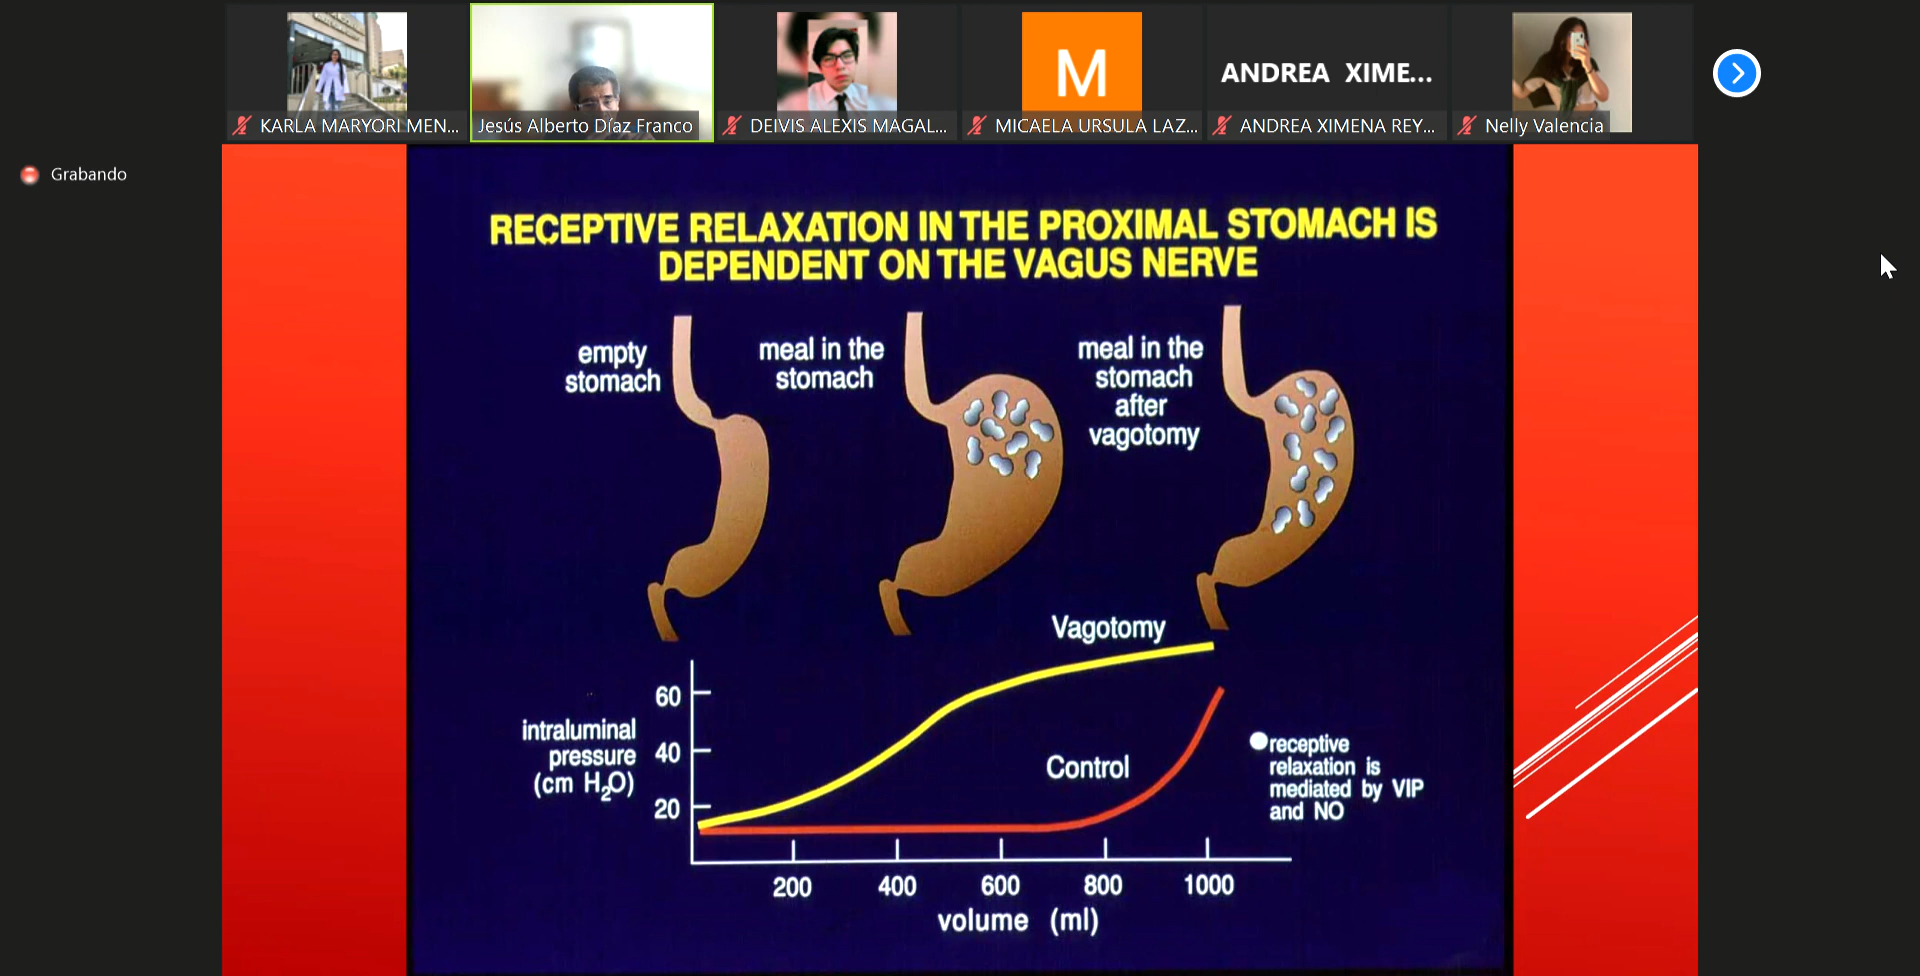 M
ANDREA XIME...
KARLA MARYORI MEN...
Jesús Alberto Díaz Franco
DEIVIS ALEXIS MAGAL...
MICAELA URSULA LAZ...
ANDREA XIMENA REY...
Nelly Valencia
Grabando
RECEPTIVE RELAXATION IN THE PROXIMAL STOMACH IS
DEPENDENT ON THE VAGUS NERVE
empty
stomach
meal in the
stomach
meal in the
stomach
after
vagotomy
Vagotomy
Control
intraluminal
pressure
(cm H₂O)
60
40
20
200 400 600 800 1000
volume (ml)
receptive
relaxation is
mediated by VIP
and NO